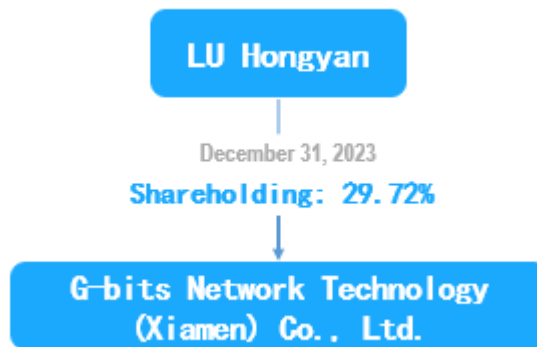 LU Hongyan
December 31, 2023
Shareholding: 29.72%
G-bits Network Technology
(Xiamen) Co., Ltd.